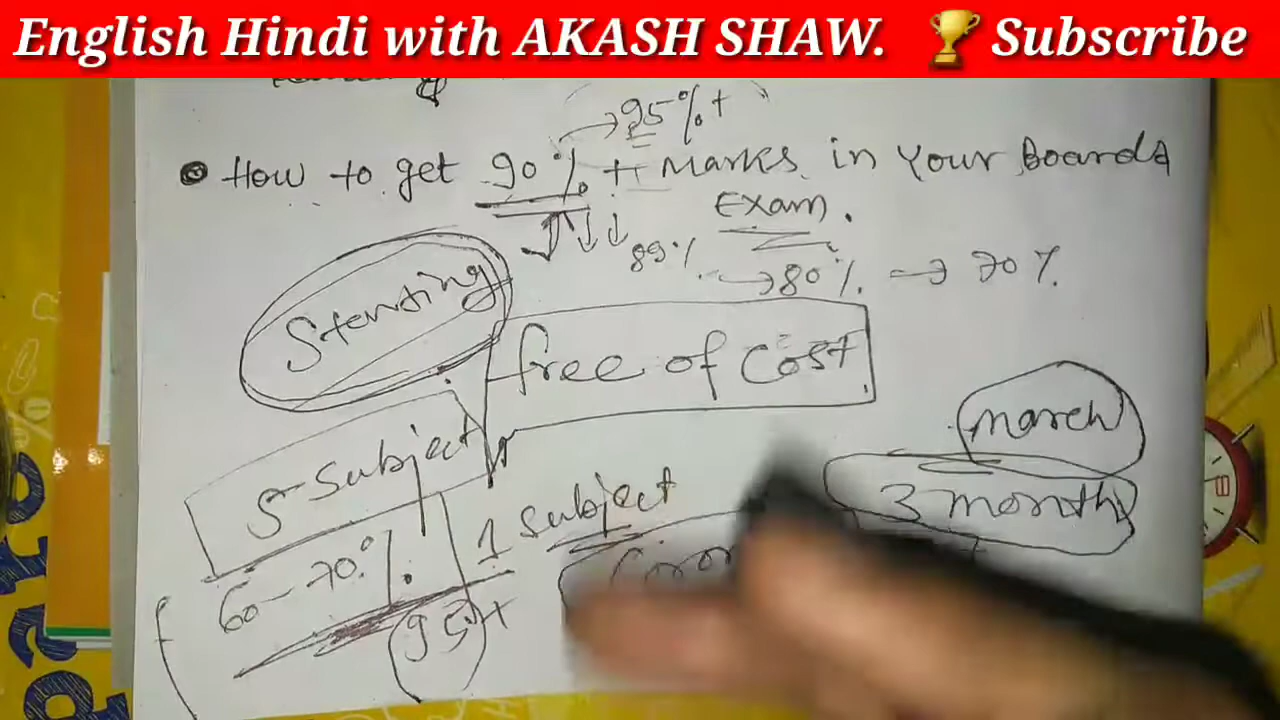 English Hindi with AKASH SHAW. 🏆 Subscribe
→ 95% +
• How to get 90% + Marks in Your Boards
Exam.
89% → 80% → 70%
free of Cost
March
5 Subject
1 Subject
3 month
60-70%.
95+